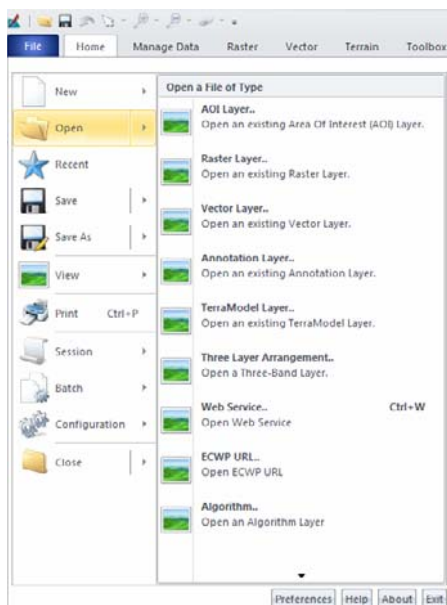 File Home Manage Data Raster Vector Terrain Toolbox
New
Open
Recent
Save
Save As
View
Print Ctrl+P
Session
Batch
Configuration
Close
Open a File of Type
AOI Layer..
Open an existing Area Of Interest (AOI) Layer.
Raster Layer..
Open an existing Raster Layer.
Vector Layer..
Open an existing Vector Layer.
Annotation Layer..
Open an existing Annotation Layer.
TerraModel Layer..
Open an existing TerraModel Layer.
Three Layer Arrangement..
Open a Three-Band Layer.
Web Service.. Ctrl+W
Open Web Service
ECWP URL..
Open ECWP URL
Algorithm..
Open an Algorithm Layer
Preferences Help About Exit